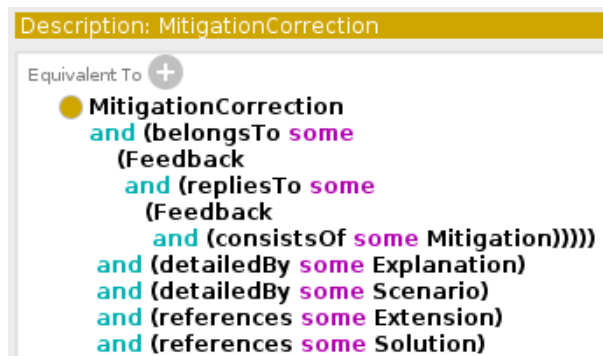 Description: MitigationCorrection
Equivalent To +
MitigationCorrection
and (belongsTo some
(Feedback
and (repliesTo some
(Feedback
and (consistsOf some Mitigation)))))
and (detailedBy some Explanation)
and (detailedBy some Scenario)
and (references some Extension)
and (references some Solution)